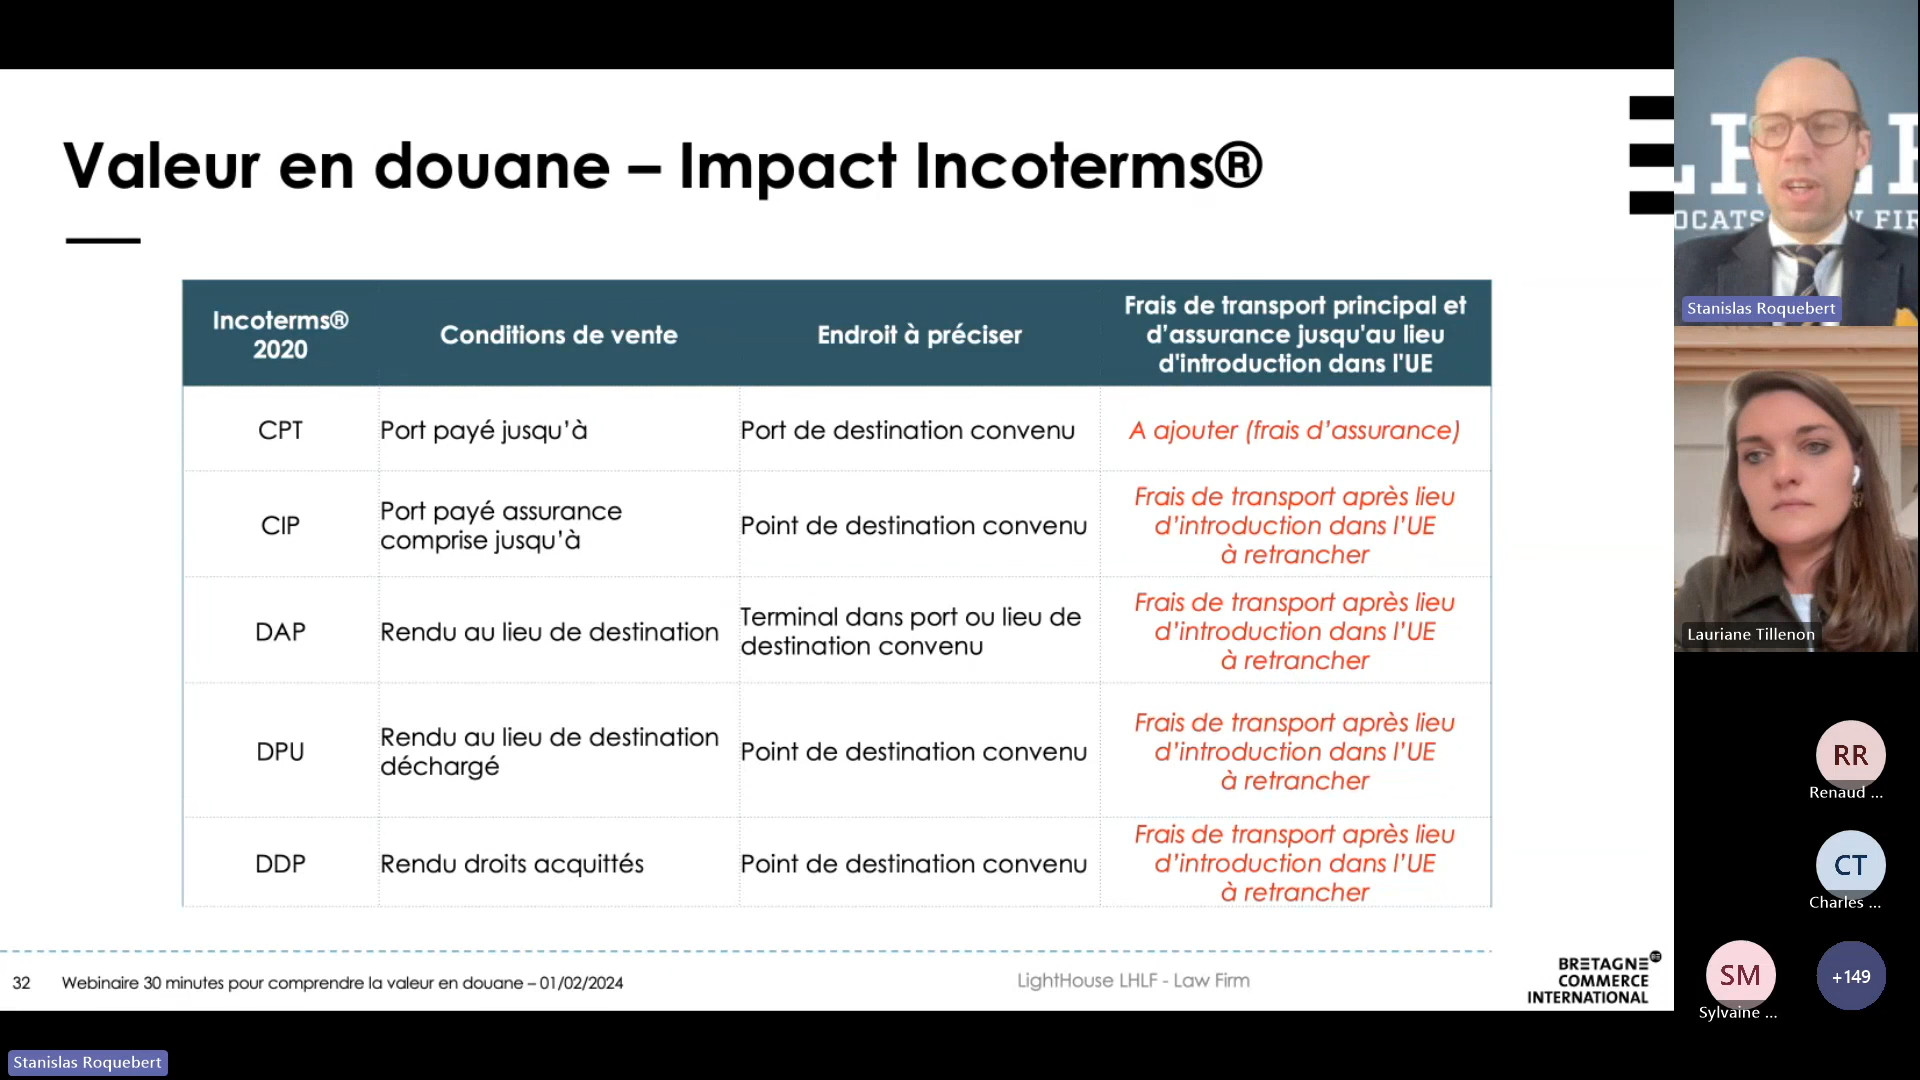 Valeur en douane – Impact Incoterms®
Incoterms®
2020
Conditions de vente
Endroit à préciser
Frais de transport principal et
d'assurance jusqu'au lieu
d'introduction dans l'UE
CPT
Port payé jusqu'à
Port de destination convenu
A ajouter (frais d'assurance)
CIP
Port payé assurance
comprise jusqu'à
Point de destination convenu
Frais de transport après lieu
d'introduction dans l'UE
à retrancher
DAP
Rendu au lieu de destination
Terminal dans port ou lieu de
destination convenu
Frais de transport après lieu
d'introduction dans l'UE
à retrancher
DPU
Rendu au lieu de destination
déchargé
Point de destination convenu
Frais de transport après lieu
d'introduction dans l'UE
à retrancher
DDP
Rendu droits acquittés
Point de destination convenu
Frais de transport après lieu
d'introduction dans l'UE
à retrancher
32
Webinaire 30 minutes pour comprendre la valeur en douane – 01/02/2024
LightHouse LHLF - Law Firm
BRETAGNE
COMMERCE
INTERNATIONAL
Stanislas Roquebert
Stanislas Roquebert
Lauriane Tillenon
RR
Renaud ...
CT
Charles ...
SM
Sylvaine ...
+149